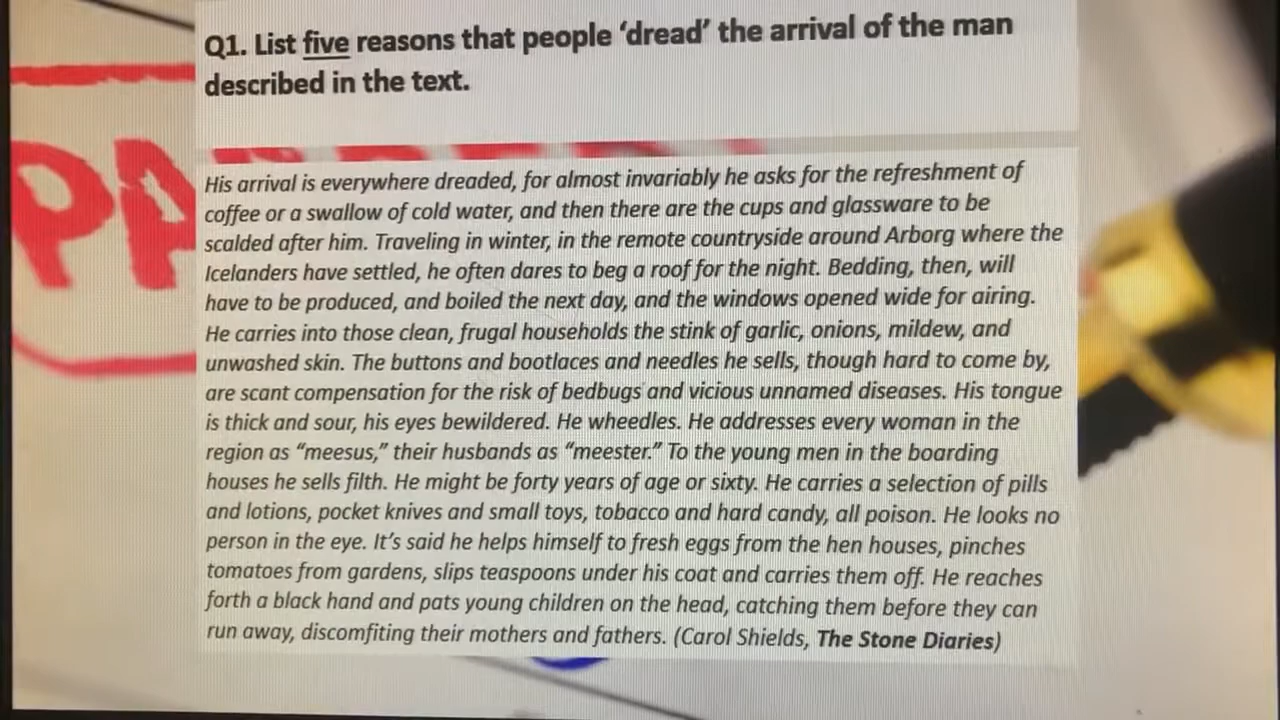 Q1. List five reasons that people ‘dread’ the arrival of the man
described in the text.
PA
His arrival is everywhere dreaded, for almost invariably he asks for the refreshment of
coffee or a swallow of cold water, and then there are the cups and glassware to be
scalded after him. Traveling in winter, in the remote countryside around Arborg where the
Icelanders have settled, he often dares to beg a roof for the night. Bedding, then, will
have to be produced, and boiled the next day, and the windows opened wide for airing.
He carries into those clean, frugal households the stink of garlic, onions, mildew, and
unwashed skin. The buttons and bootlaces and needles he sells, though hard to come by,
are scant compensation for the risk of bedbugs and vicious unnamed diseases. His tongue
is thick and sour, his eyes bewildered. He wheedles. He addresses every woman in the
region as “meesus,” their husbands as “meester.” To the young men in the boarding
houses he sells filth. He might be forty years of age or sixty. He carries a selection of pills
and lotions, pocket knives and small toys, tobacco and hard candy, all poison. He looks no
person in the eye. It’s said he helps himself to fresh eggs from the hen houses, pinches
tomatoes from gardens, slips teaspoons under his coat and carries them off. He reaches
forth a black hand and pats young children on the head, catching them before they can
run away, discomfiting their mothers and fathers. (Carol Shields, The Stone Diaries)